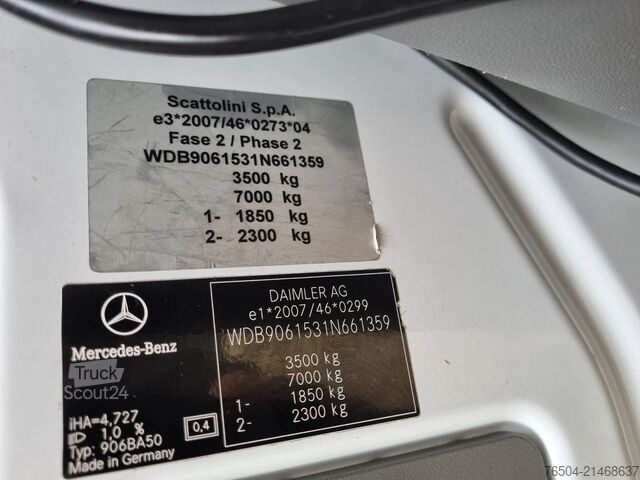 Scattolini S.p.A.
e3*2007/46*0273*04
Fase 2 / Phase 2
WDB9061531N661359
3500 kg
7000 kg
1- 1850 kg
2- 2300 kg
Mercedes-Benz
DAIMLER AG
e1*2007/46*0299
WDB9061531N661359
3500 kg
7000 kg
1- 1850 kg
2- 2300 kg
iHA=4,727
1.0 %
Typ: 906BA50
Made in Germany
0.4
Truck
Scout24
76504-21468637